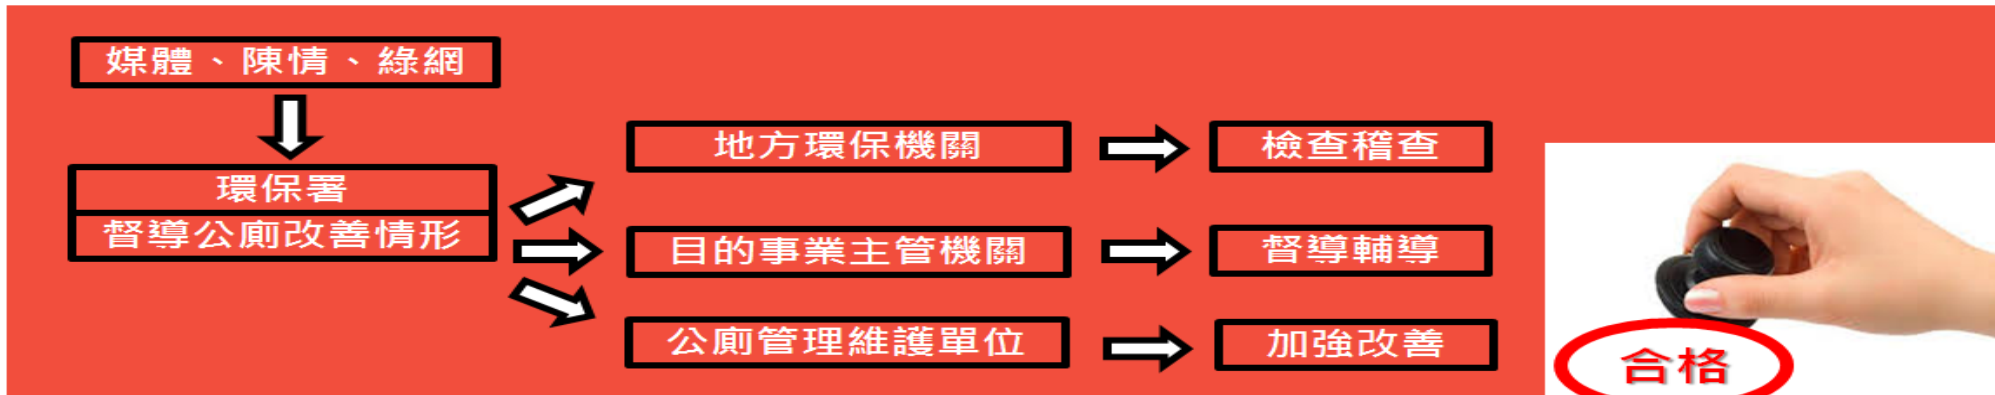 媒體、陳情、綠網
環保署
督導公廁改善情形
地方環保機關
檢查稽查
目的事業主管機關
督導輔導
公廁管理維護單位
加強改善
合格